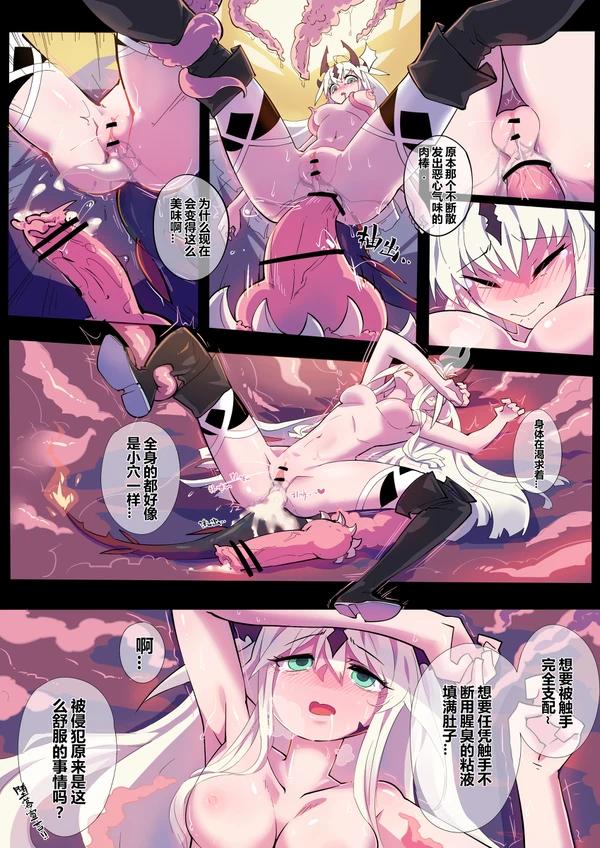 原本那个不断散
发出恶心气味的
肉棒..
为什么现在
会变得这么
美味啊...
抽出..
身体在渴求着...
全身的都好像
是小穴一样...
想要被触手
完全支配~
想要任凭触手不
断用腥臭的粘液
填满肚子...
啊...
被侵犯原来是这
么舒服的事情吗?